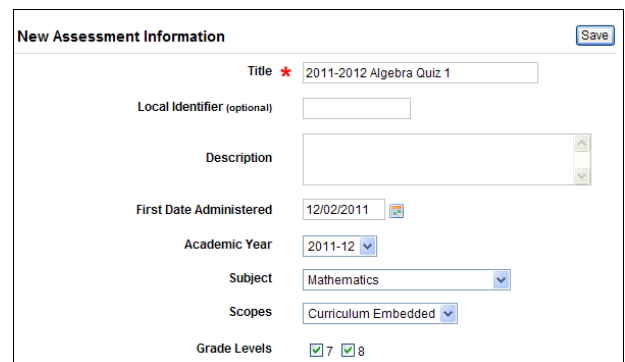 New Assessment Information Save
Title * 2011-2012 Algebra Quiz 1
Local Identifier (optional)
Description
First Date Administered 12/02/2011
Academic Year 2011-12
Subject Mathematics
Scopes Curriculum Embedded
Grade Levels 7 8